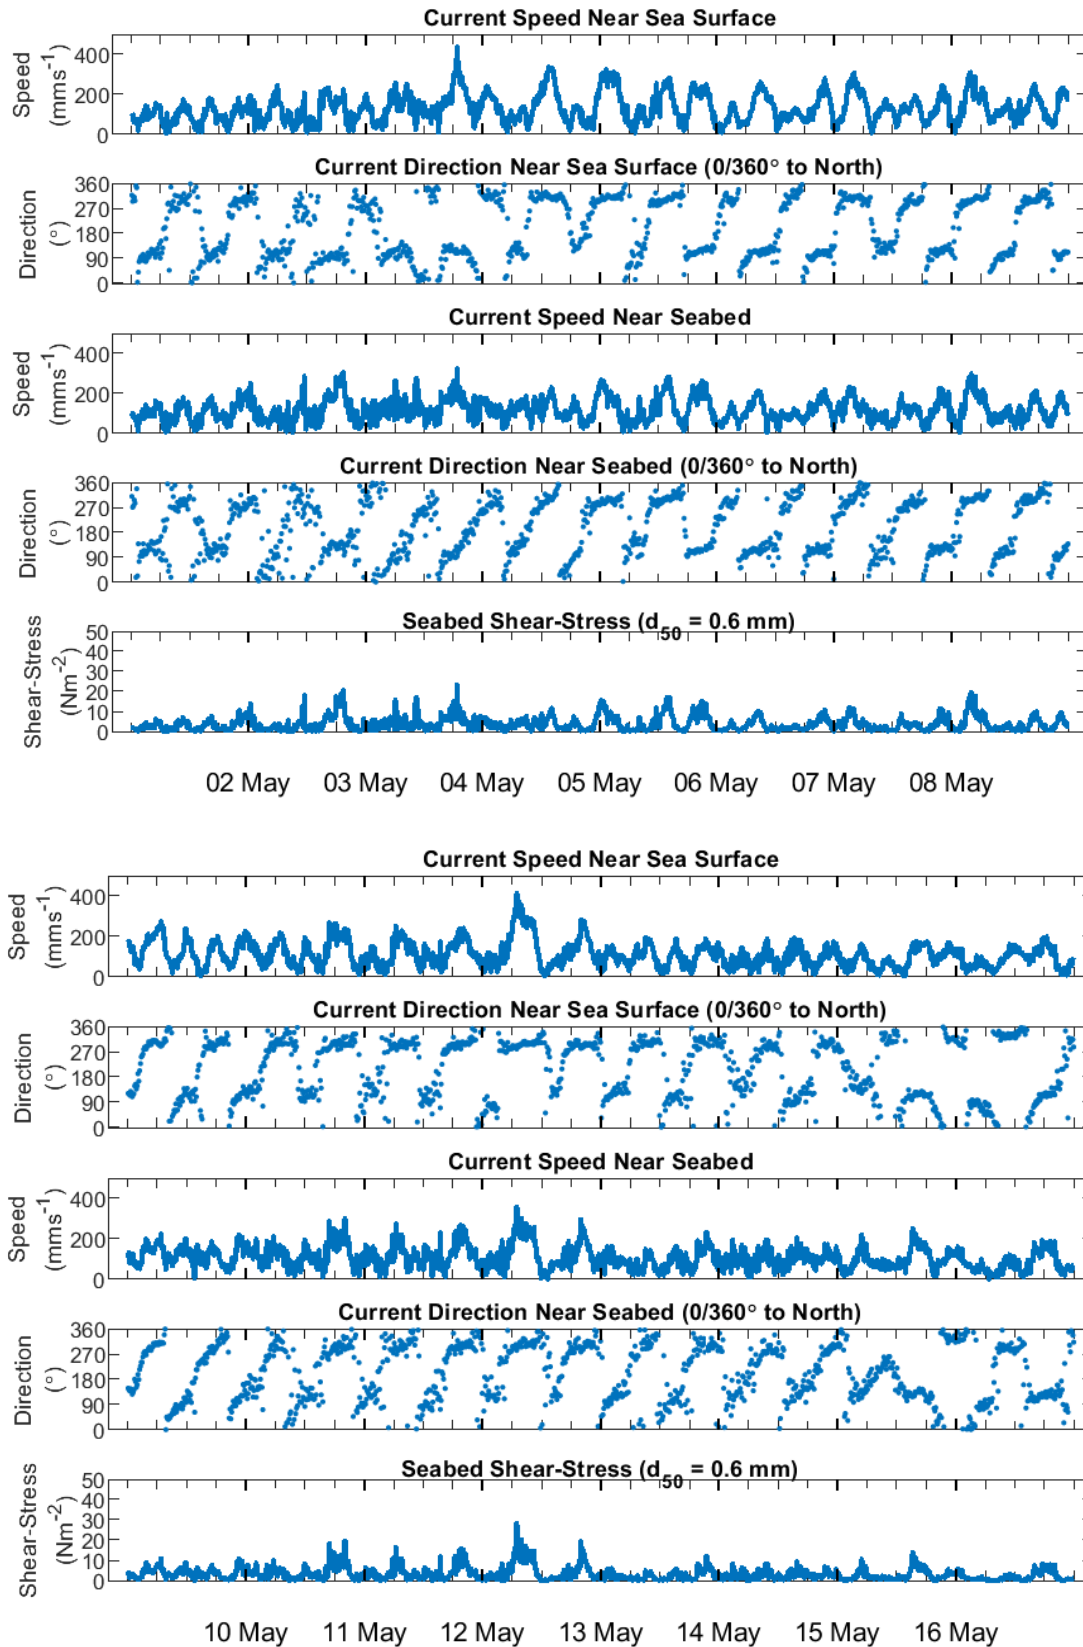 Current Speed Near Sea Surface
Speed (mms⁻¹)
400
200
0
Current Direction Near Sea Surface (0/360° to North)
Direction (°)
360
270
180
90
0
Current Speed Near Seabed
Speed (mms⁻¹)
400
200
0
Current Direction Near Seabed (0/360° to North)
Direction (°)
360
270
180
90
0
Seabed Shear-Stress (d₅₀ = 0.6 mm)
Shear-Stress (Nm⁻²)
50
40
30
20
10
0
02 May 03 May 04 May 05 May 06 May 07 May 08 May
Current Speed Near Sea Surface
Speed (mms⁻¹)
400
200
0
Current Direction Near Sea Surface (0/360° to North)
Direction (°)
360
270
180
90
0
Current Speed Near Seabed
Speed (mms⁻¹)
400
200
0
Current Direction Near Seabed (0/360° to North)
Direction (°)
360
270
180
90
0
Seabed Shear-Stress (d₅₀ = 0.6 mm)
Shear-Stress (Nm⁻²)
50
40
30
20
10
0
10 May 11 May 12 May 13 May 14 May 15 May 16 May